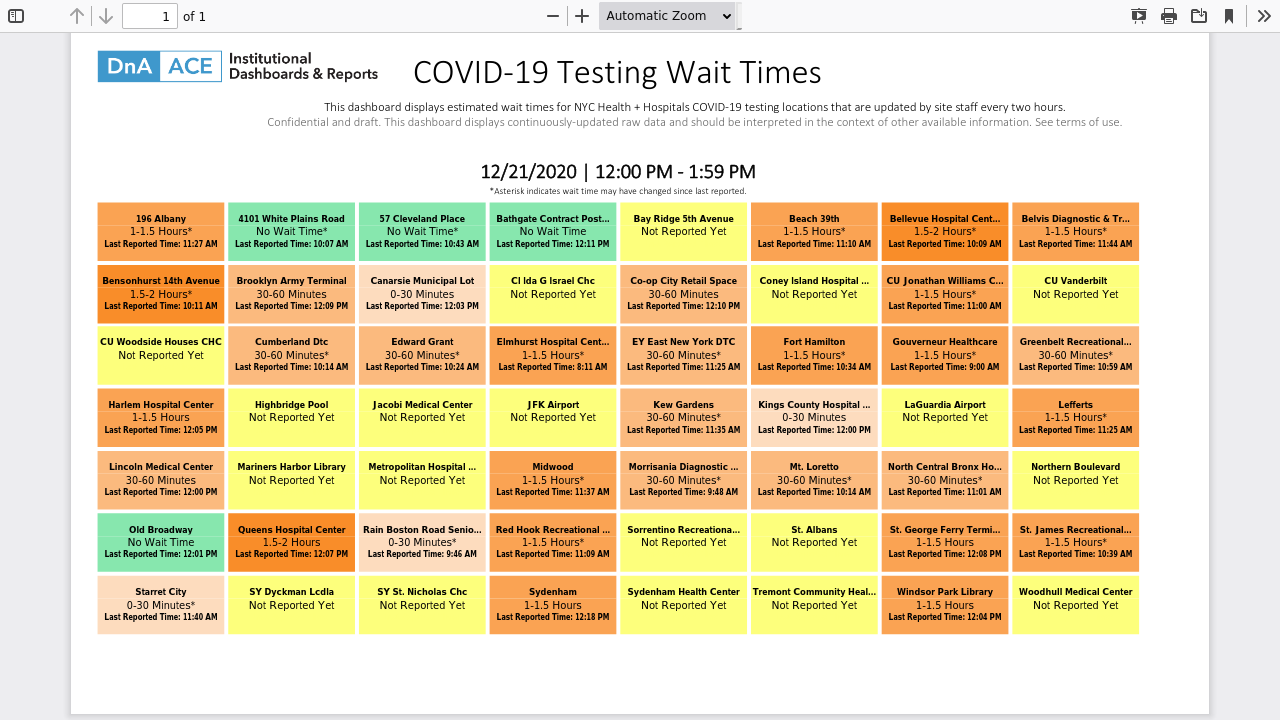 1 of 1 Automatic Zoom
DnA ACE Institutional Dashboards & Reports
COVID-19 Testing Wait Times
This dashboard displays estimated wait times for NYC Health + Hospitals COVID-19 testing locations that are updated by site staff every two hours.
Confidential and draft. This dashboard displays continuously-updated raw data and should be interpreted in the context of other available information. See terms of use.
12/21/2020 | 12:00 PM - 1:59 PM
*Asterisk indicates wait time may have changed since last reported.
196 Albany 4101 White Plains Road 57 Cleveland Place Bathgate Contract Post... Bay Ridge 5th Avenue Beach 39th Bellevue Hospital Cent... Belvis Diagnostic & Tr...
1-1.5 Hours* No Wait Time* No Wait Time* No Wait Time Not Reported Yet 1-1.5 Hours* 1.5-2 Hours* 1-1.5 Hours*
Last Reported Time: 11:27 AM Last Reported Time: 10:07 AM Last Reported Time: 10:43 AM Last Reported Time: 12:11 PM Last Reported Time: 11:10 AM Last Reported Time: 10:09 AM Last Reported Time: 11:44 AM
Bensonhurst 14th Avenue Brooklyn Army Terminal Canarsie Municipal Lot Cl Ida G Israel Chc Co-op City Retail Space Coney Island Hospital ... CU Jonathan Williams C... CU Vanderbilt
1.5-2 Hours* 30-60 Minutes 0-30 Minutes Not Reported Yet 30-60 Minutes Not Reported Yet 1-1.5 Hours* Not Reported Yet
Last Reported Time: 10:11 AM Last Reported Time: 12:09 PM Last Reported Time: 12:03 PM Last Reported Time: 12:10 PM Last Reported Time: 11:00 AM
CU Woodside Houses CHC Cumberland Dtc Edward Grant Elmhurst Hospital Cent... EY East New York DTC Fort Hamilton Gouverneur Healthcare Greenbelt Recreational...
Not Reported Yet 30-60 Minutes* 30-60 Minutes* 1-1.5 Hours* 30-60 Minutes* 1-1.5 Hours* 1-1.5 Hours* 30-60 Minutes*
Last Reported Time: 10:14 AM Last Reported Time: 10:24 AM Last Reported Time: 8:11 AM Last Reported Time: 11:25 AM Last Reported Time: 10:34 AM Last Reported Time: 9:00 AM Last Reported Time: 10:59 AM
Harlem Hospital Center Highbridge Pool Jacobi Medical Center JFK Airport Kew Gardens Kings County Hospital ... LaGuardia Airport Lefferts
1-1.5 Hours Not Reported Yet Not Reported Yet Not Reported Yet 30-60 Minutes* 0-30 Minutes Not Reported Yet 1-1.5 Hours*
Last Reported Time: 12:05 PM Last Reported Time: 11:35 AM Last Reported Time: 12:00 PM Last Reported Time: 11:25 AM
Lincoln Medical Center Mariners Harbor Library Metropolitan Hospital ... Midwood Morrisania Diagnostic ... Mt. Loretto North Central Bronx Ho... Northern Boulevard
30-60 Minutes Not Reported Yet Not Reported Yet 1-1.5 Hours* 30-60 Minutes* 30-60 Minutes* 30-60 Minutes* Not Reported Yet
Last Reported Time: 12:00 PM Last Reported Time: 11:37 AM Last Reported Time: 9:48 AM Last Reported Time: 10:14 AM Last Reported Time: 11:01 AM
Old Broadway Queens Hospital Center Rain Boston Road Senio... Red Hook Recreational ... Sorrentino Recreationa... St. Albans St. George Ferry Termi... St. James Recreational...
No Wait Time 1.5-2 Hours 0-30 Minutes* 1-1.5 Hours* Not Reported Yet Not Reported Yet 1-1.5 Hours 1-1.5 Hours*
Last Reported Time: 12:01 PM Last Reported Time: 12:07 PM Last Reported Time: 9:46 AM Last Reported Time: 11:09 AM Last Reported Time: 12:08 PM Last Reported Time: 10:39 AM
Starret City SY Dyckman Lcdla SY St. Nicholas Chc Sydenham Sydenham Health Center Tremont Community Heal... Windsor Park Library Woodhull Medical Center
0-30 Minutes* Not Reported Yet Not Reported Yet 1-1.5 Hours Not Reported Yet Not Reported Yet 1-1.5 Hours Not Reported Yet
Last Reported Time: 11:40 AM Last Reported Time: 12:18 PM Last Reported Time: 12:04 PM